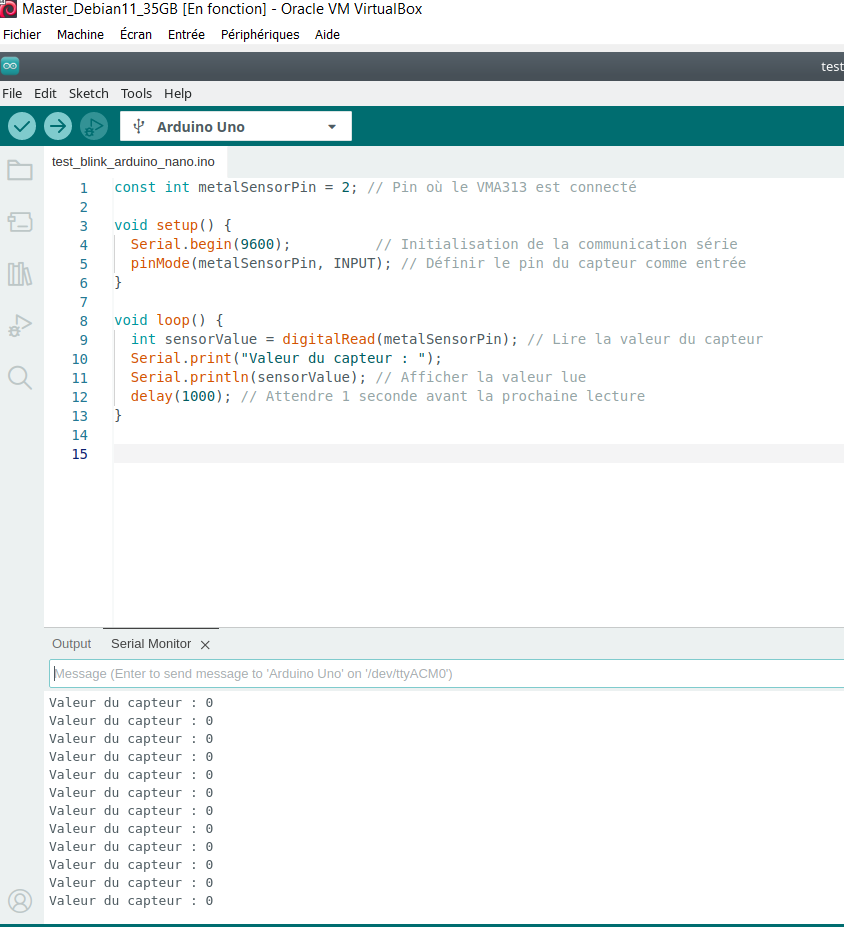 Master_Debian11_35GB [En fonction] - Oracle VM VirtualBox
Fichier Machine Écran Entrée Périphériques Aide
test
File Edit Sketch Tools Help
Arduino Uno
test_blink_arduino_nano.ino
1 const int metalSensorPin = 2; // Pin où le VMA313 est connecté
2
3 void setup() {
4 Serial.begin(9600); // Initialisation de la communication série
5 pinMode(metalSensorPin, INPUT); // Définir le pin du capteur comme entrée
6 }
7
8 void loop() {
9 int sensorValue = digitalRead(metalSensorPin); // Lire la valeur du capteur
10 Serial.print("Valeur du capteur : ");
11 Serial.println(sensorValue); // Afficher la valeur lue
12 delay(1000); // Attendre 1 seconde avant la prochaine lecture
13 }
14
15
Output Serial Monitor
Message (Enter to send message to 'Arduino Uno' on '/dev/ttyACM0')
Valeur du capteur : 0
Valeur du capteur : 0
Valeur du capteur : 0
Valeur du capteur : 0
Valeur du capteur : 0
Valeur du capteur : 0
Valeur du capteur : 0
Valeur du capteur : 0
Valeur du capteur : 0
Valeur du capteur : 0
Valeur du capteur : 0
Valeur du capteur : 0